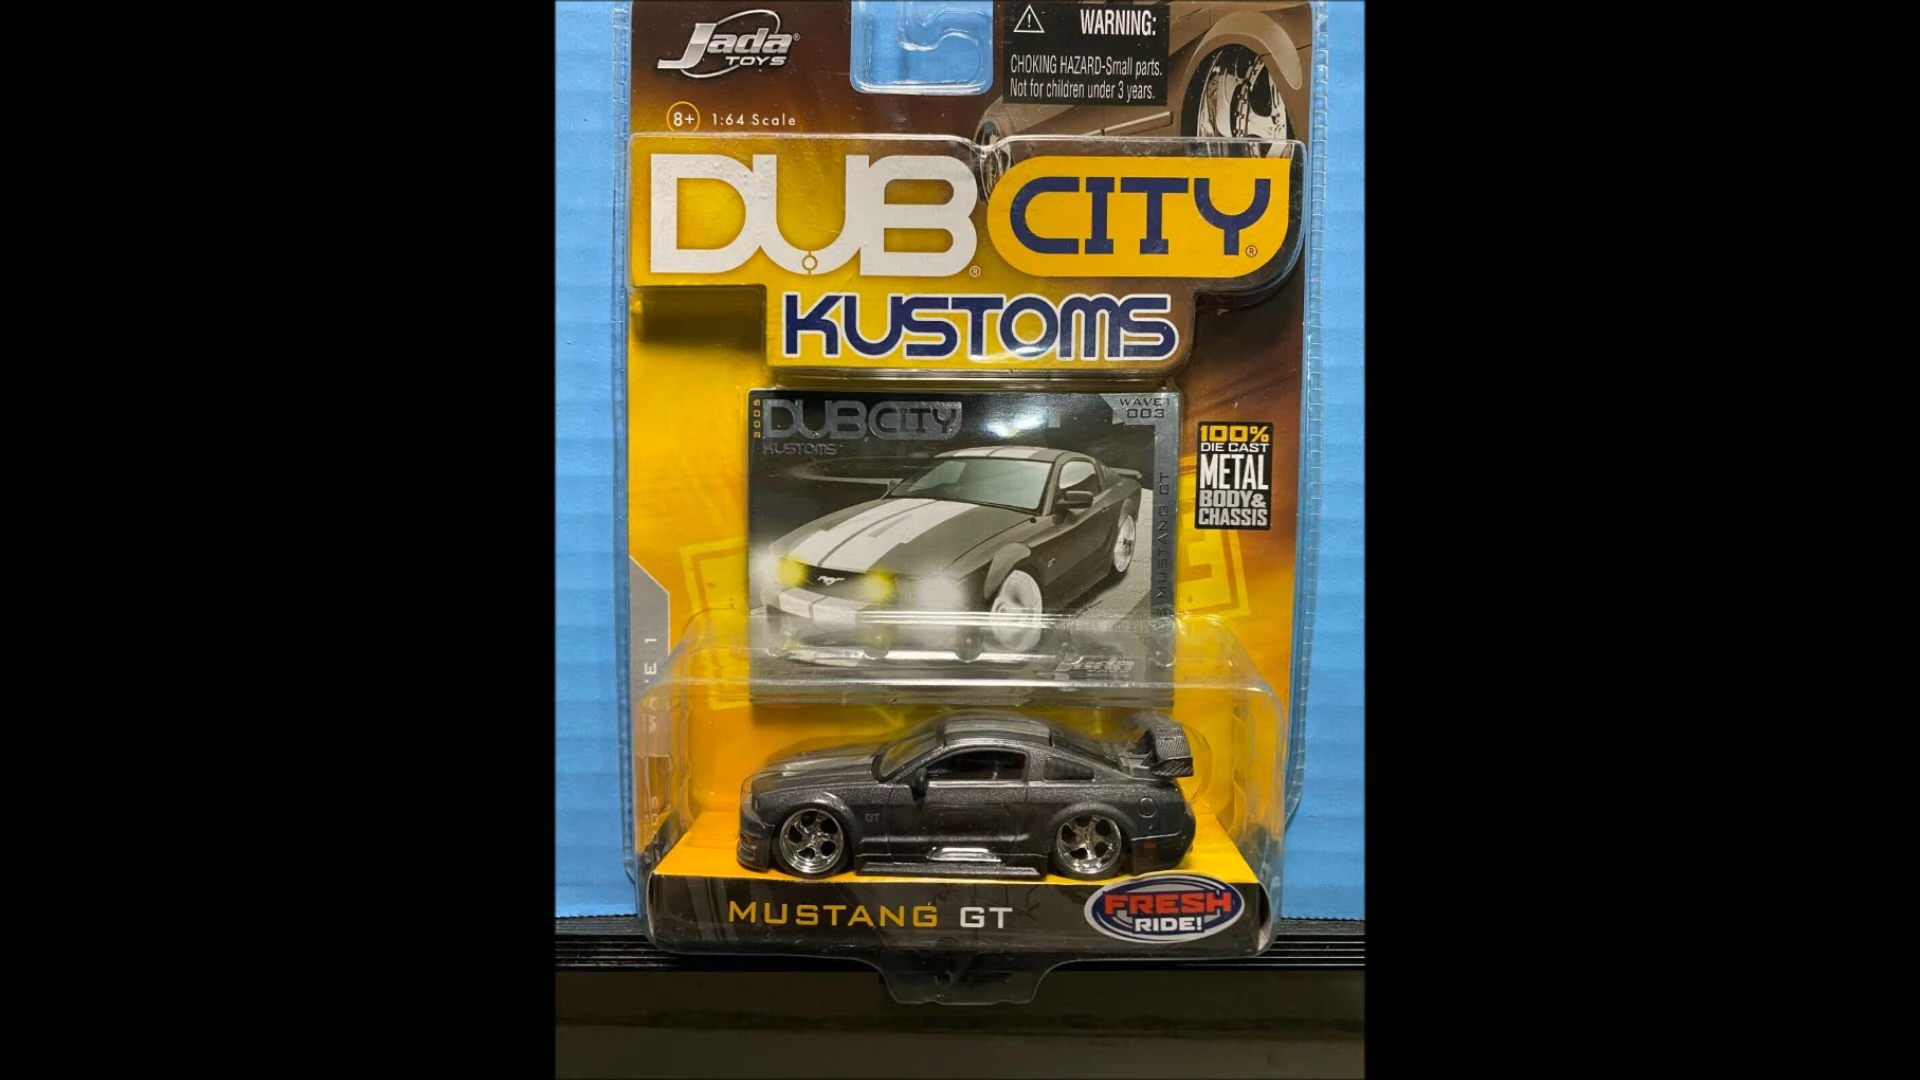 Jada®
TOYS
WARNING:
CHOKING HAZARD-Small parts.
Not for children under 3 years.
8+ 1:64 Scale
DUB® CITY®
KUSTOMS
2005
DUB CITY
KUSTOMS
WAVE 1
003
MUSTANG GT
100%
DIE CAST
METAL
BODY&
CHASSIS
Jada
GT
MUSTANG GT
FRESH
RIDE!